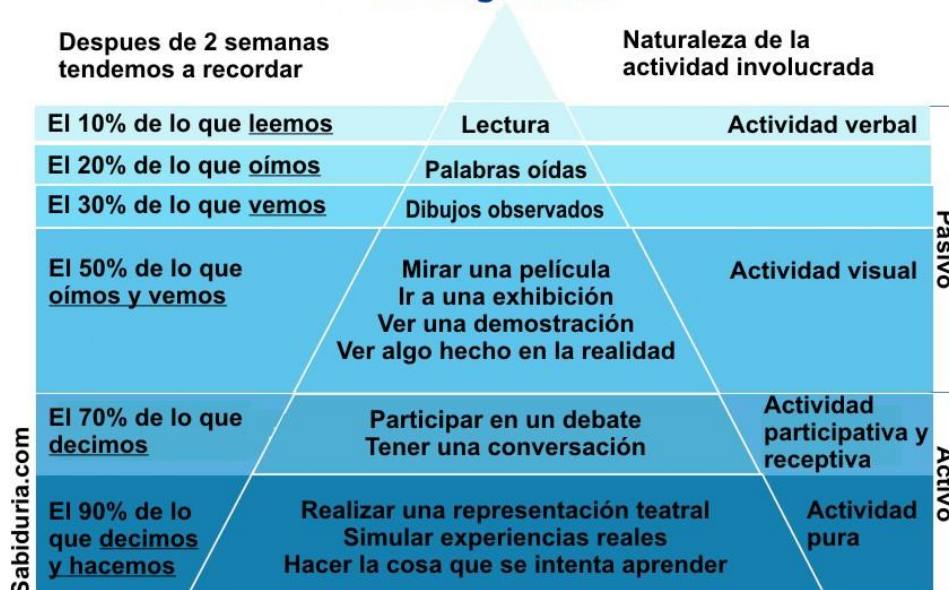 Despues de 2 semanas
tendemos a recordar
Naturaleza de la
actividad involucrada
El 10% de lo que leemos
Lectura
Actividad verbal
El 20% de lo que oímos
Palabras oídas
El 30% de lo que vemos
Dibujos observados
El 50% de lo que
oímos y vemos
Mirar una película
Ir a una exhibición
Ver una demostración
Ver algo hecho en la realidad
Actividad visual
Pasivo
El 70% de lo que
decimos
Participar en un debate
Tener una conversación
Actividad
participativa y
receptiva
El 90% de lo
que decimos
y hacemos
Realizar una representación teatral
Simular experiencias reales
Hacer la cosa que se intenta aprender
Actividad
pura
Activo
Sabiduria.com